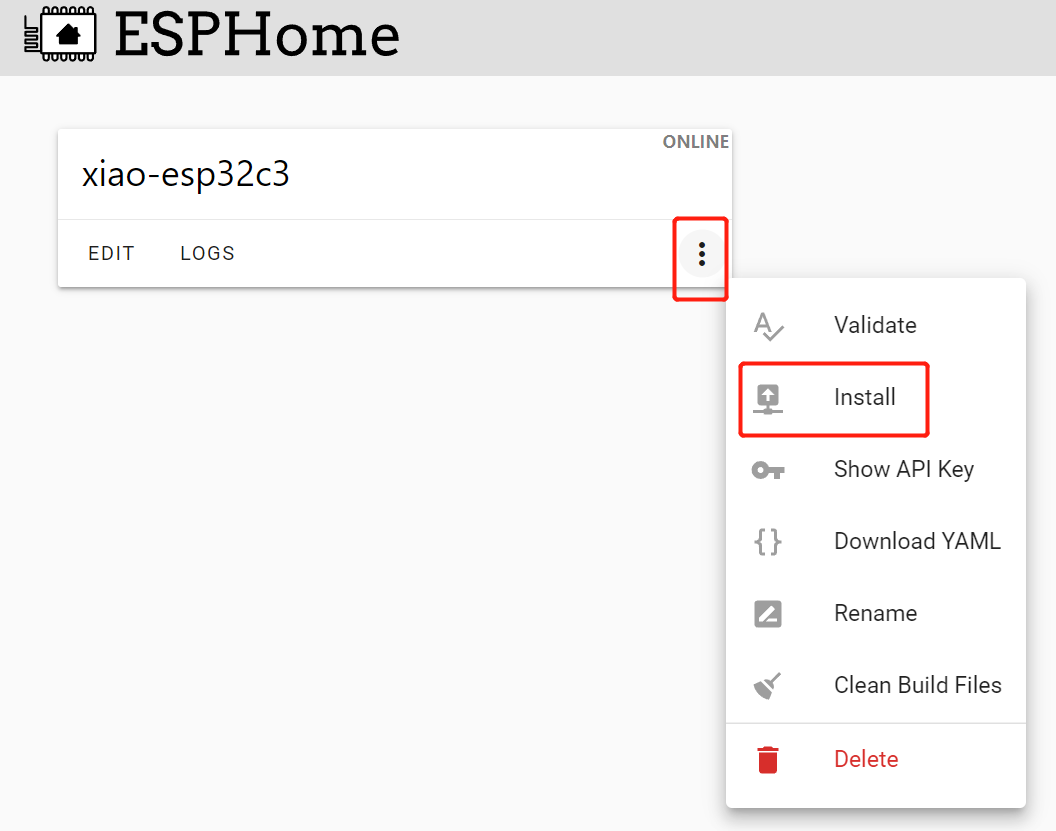 ESPHome
ONLINE
xiao-esp32c3
EDIT LOGS
Validate
Install
Show API Key
Download YAML
Rename
Clean Build Files
Delete